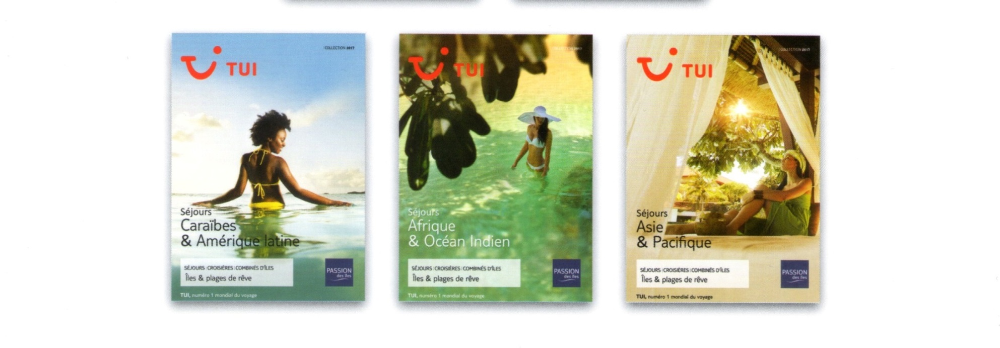 COLLECTION 2017
TUI
Séjours
Caraïbes
& Amérique latine
SÉJOURS | CROISIÈRES | COMBINÉS D'ÎLES
Îles & plages de rêve
PASSION
des îles
TUI, numéro 1 mondial du voyage
COLLECTION 2017
TUI
Séjours
Afrique
& Océan Indien
SÉJOURS | CROISIÈRES | COMBINÉS D'ÎLES
Îles & plages de rêve
PASSION
des îles
TUI, numéro 1 mondial du voyage
COLLECTION 2017
TUI
Séjours
Asie
& Pacifique
SÉJOURS | CROISIÈRES | COMBINÉS D'ÎLES
Îles & plages de rêve
PASSION
des îles
TUI, numéro 1 mondial du voyage